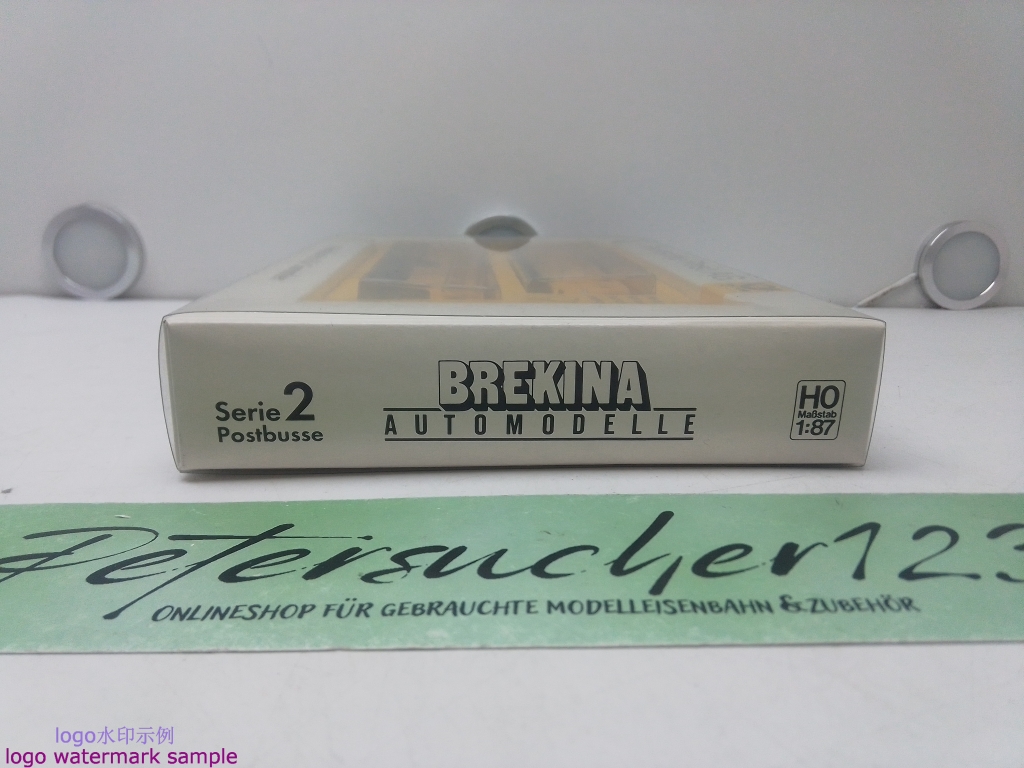 BREKINA
AUTOMODELLE
Serie 2
Postbusse
HO
Maßstab
1:87
Petersucher123
ONLINESHOP FÜR GEBRAUCHTE MODELLEISENBAHN & ZUBEHÖR
logo水印示例
logo watermark sample